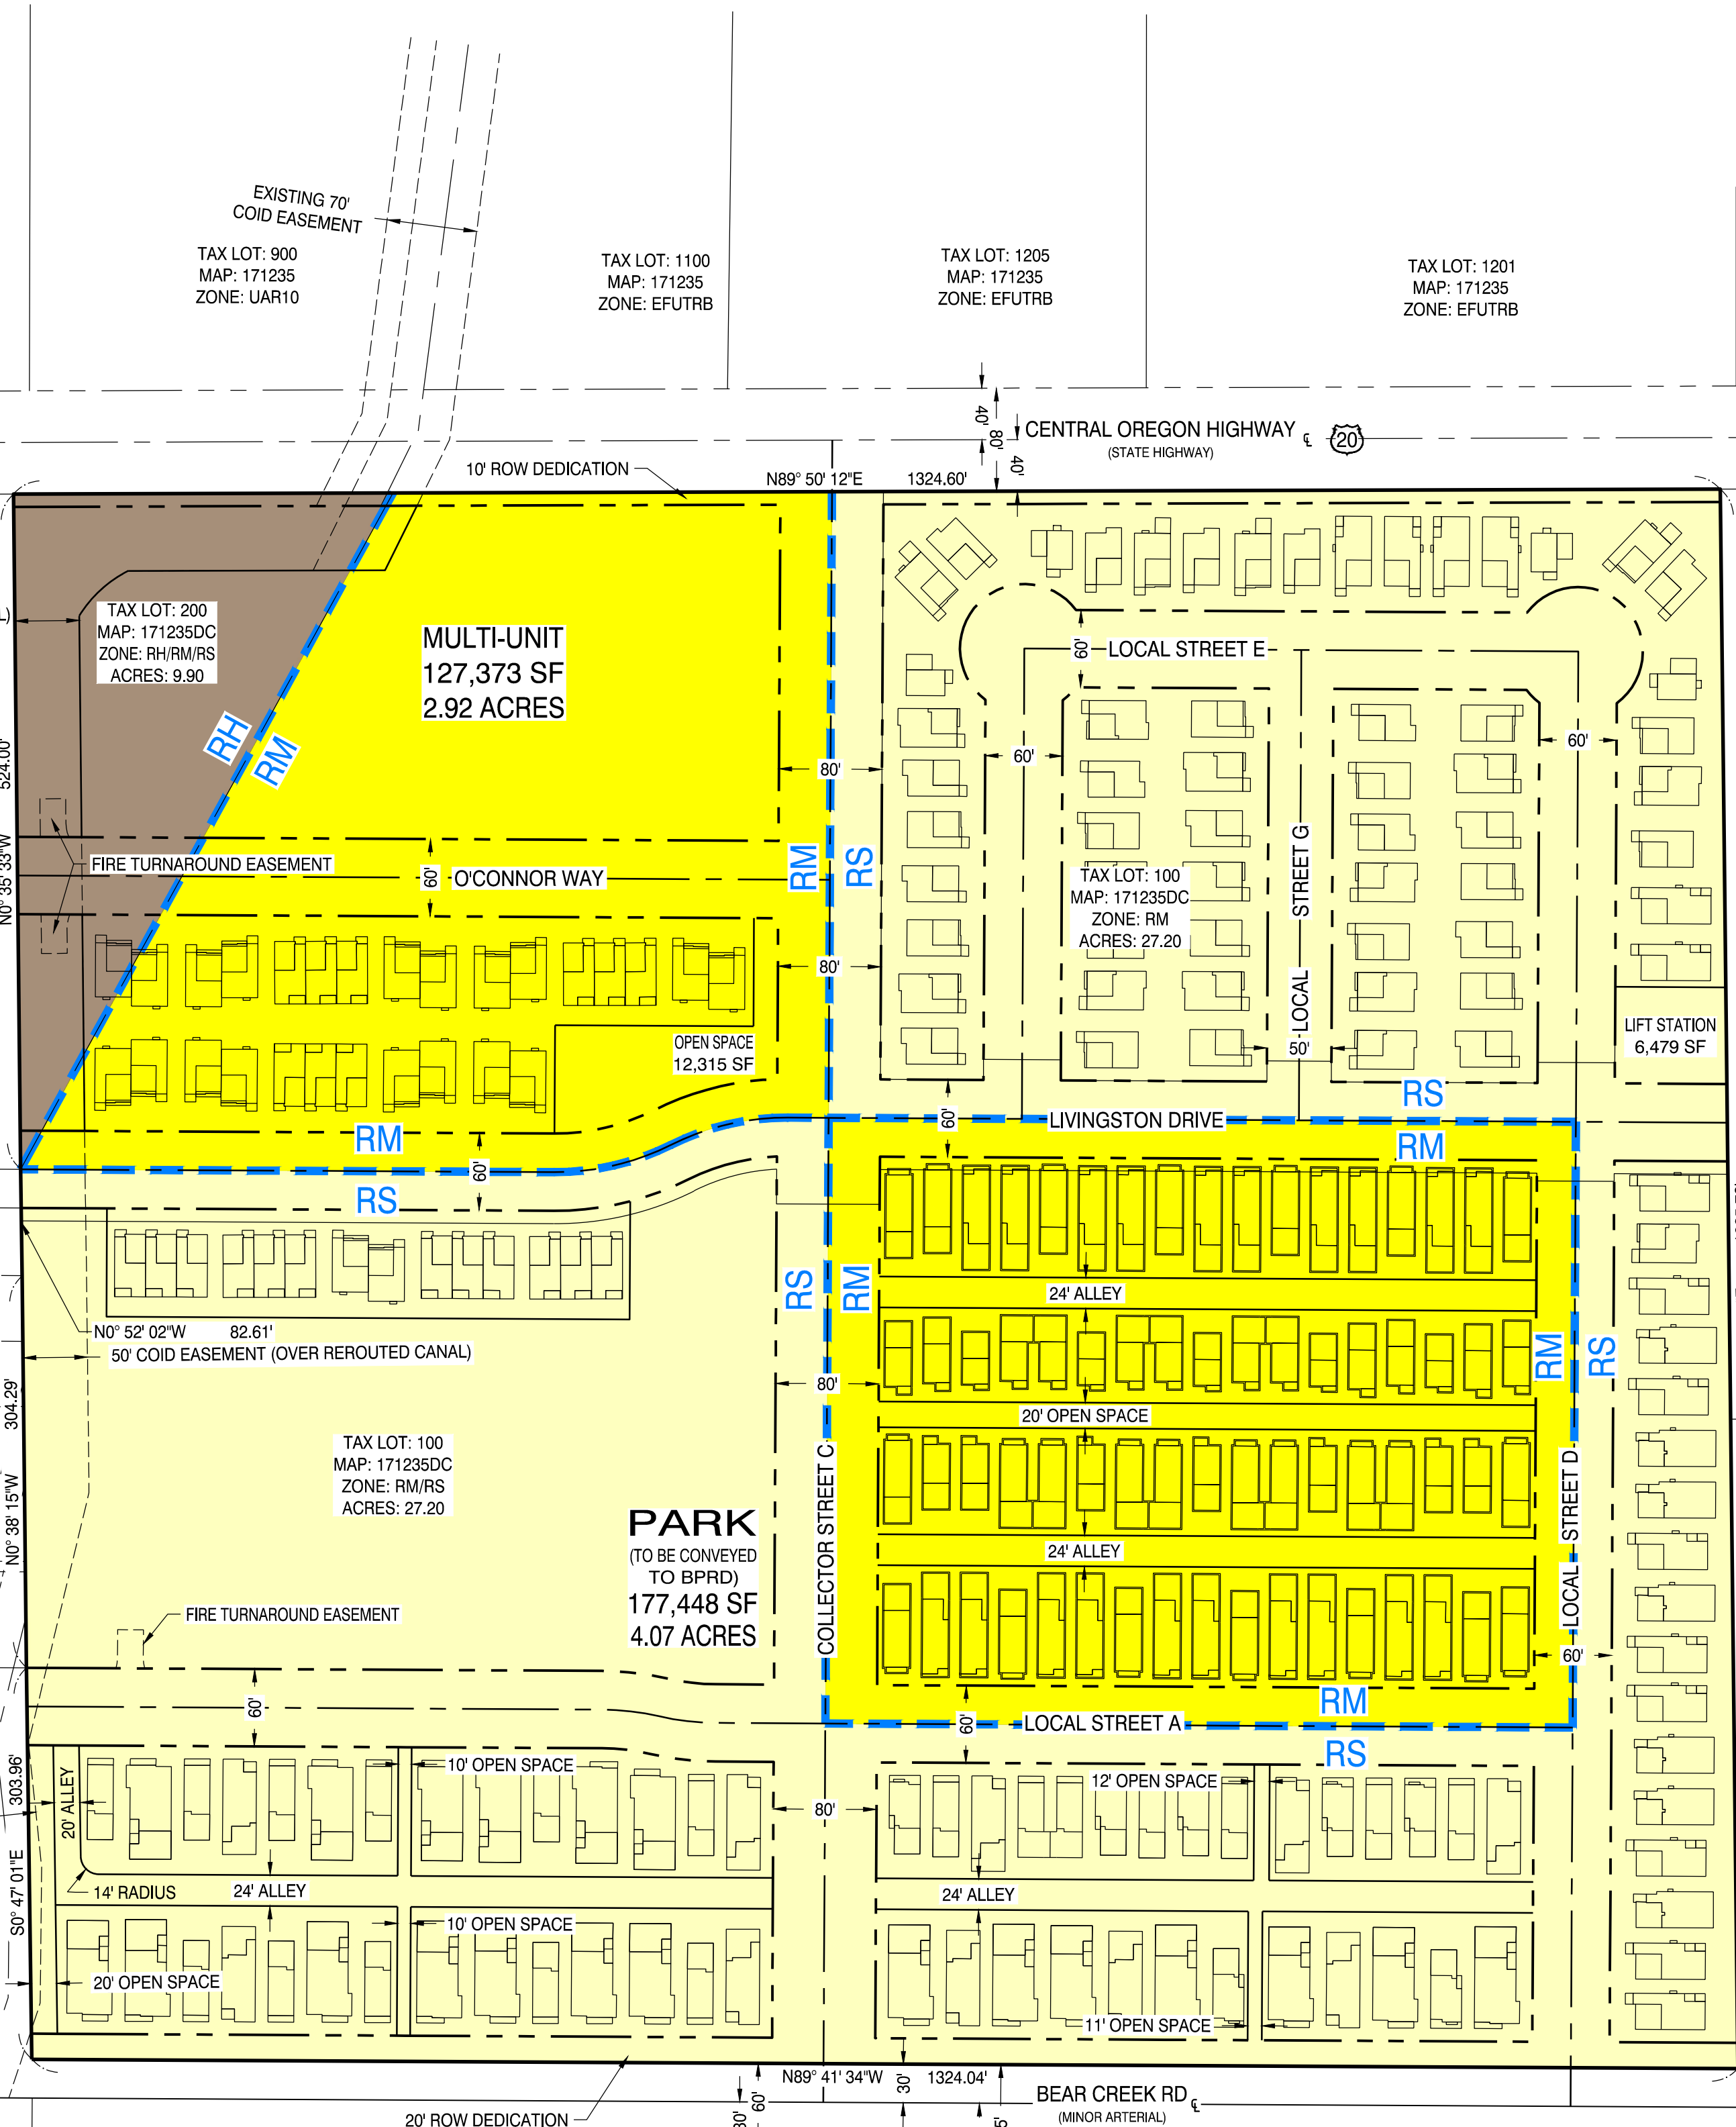 EXISTING 70'
COID EASEMENT
TAX LOT: 900
MAP: 171235
ZONE: UAR10
TAX LOT: 1100
MAP: 171235
ZONE: EFUTRB
TAX LOT: 1205
MAP: 171235
ZONE: EFUTRB
TAX LOT: 1201
MAP: 171235
ZONE: EFUTRB
40'
80'
40'
CENTRAL OREGON HIGHWAY
(STATE HIGHWAY)
20
10' ROW DEDICATION
N89° 50' 12"E 1324.60'
TAX LOT: 200
MAP: 171235DC
ZONE: RH/RM/RS
ACRES: 9.90
MULTI-UNIT
127,373 SF
2.92 ACRES
RH
RM
80'
60'
LOCAL STREET E
60'
60'
N0° 35' 33"W 524.00'
FIRE TURNAROUND EASEMENT
60'
O'CONNOR WAY
RM
RS
TAX LOT: 100
MAP: 171235DC
ZONE: RM
ACRES: 27.20
LOCAL STREET G
80'
OPEN SPACE
12,315 SF
50'
LIFT STATION
6,479 SF
RM
60'
RS
60'
LIVINGSTON DRIVE
RS
RM
24' ALLEY
RS
RM
RM
RS
N0° 52' 02"W 82.61'
50' COID EASEMENT (OVER REROUTED CANAL)
80'
20' OPEN SPACE
N0° 38' 15"W 304.29'
TAX LOT: 100
MAP: 171235DC
ZONE: RM/RS
ACRES: 27.20
PARK
(TO BE CONVEYED
TO BPRD)
177,448 SF
4.07 ACRES
COLLECTOR STREET C
24' ALLEY
LOCAL STREET D
FIRE TURNAROUND EASEMENT
60'
60'
60'
LOCAL STREET A
RM
RS
S0° 47' 01"E 303.96'
20' ALLEY
10' OPEN SPACE
12' OPEN SPACE
80'
14' RADIUS
24' ALLEY
24' ALLEY
10' OPEN SPACE
20' OPEN SPACE
11' OPEN SPACE
N89° 41' 34"W 1324.04'
60'
30'
BEAR CREEK RD
(MINOR ARTERIAL)
20' ROW DEDICATION